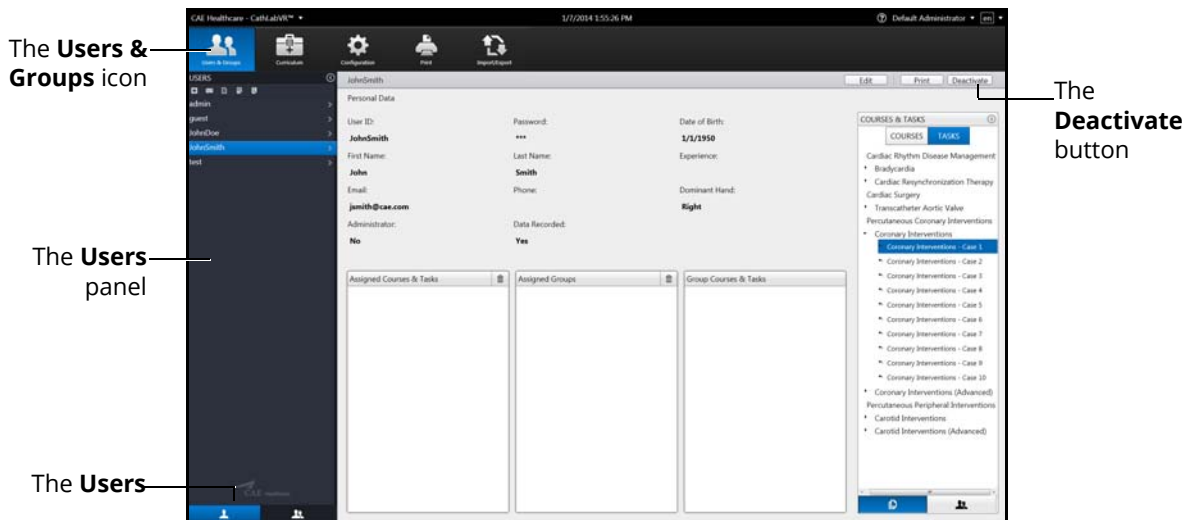 CAE Healthcare - CathLabVR™
1/7/2014 1:55:26 PM
Default Administrator
en
The Users &
Groups icon
Users & Groups
Curriculum
Configuration
Print
Import/Export
USERS
JohnSmith
Edit
Print
Deactivate
The
Deactivate
button
admin
guest
JohnDoe
JohnSmith
test
Personal Data
User ID:
Password:
Date of Birth:
JohnSmith
***
1/1/1950
First Name:
Last Name:
Experience:
John
Smith
Email:
Phone:
Dominant Hand:
jsmith@cae.com
Right
Administrator:
Data Recorded:
No
Yes
Assigned Courses & Tasks
Assigned Groups
Group Courses & Tasks
COURSES & TASKS
COURSES
TASKS
Cardiac Rhythm Disease Management
Bradycardia
Cardiac Resynchronization Therapy
Cardiac Surgery
Transcatheter Aortic Valve
Percutaneous Coronary Interventions
Coronary Interventions
Coronary Interventions - Case 1
Coronary Interventions - Case 2
Coronary Interventions - Case 3
Coronary Interventions - Case 4
Coronary Interventions - Case 5
Coronary Interventions - Case 6
Coronary Interventions - Case 7
Coronary Interventions - Case 8
Coronary Interventions - Case 9
Coronary Interventions - Case 10
Coronary Interventions (Advanced)
Percutaneous Peripheral Interventions
Carotid Interventions
Carotid Interventions (Advanced)
The Users
panel
The Users
CAE Healthcare